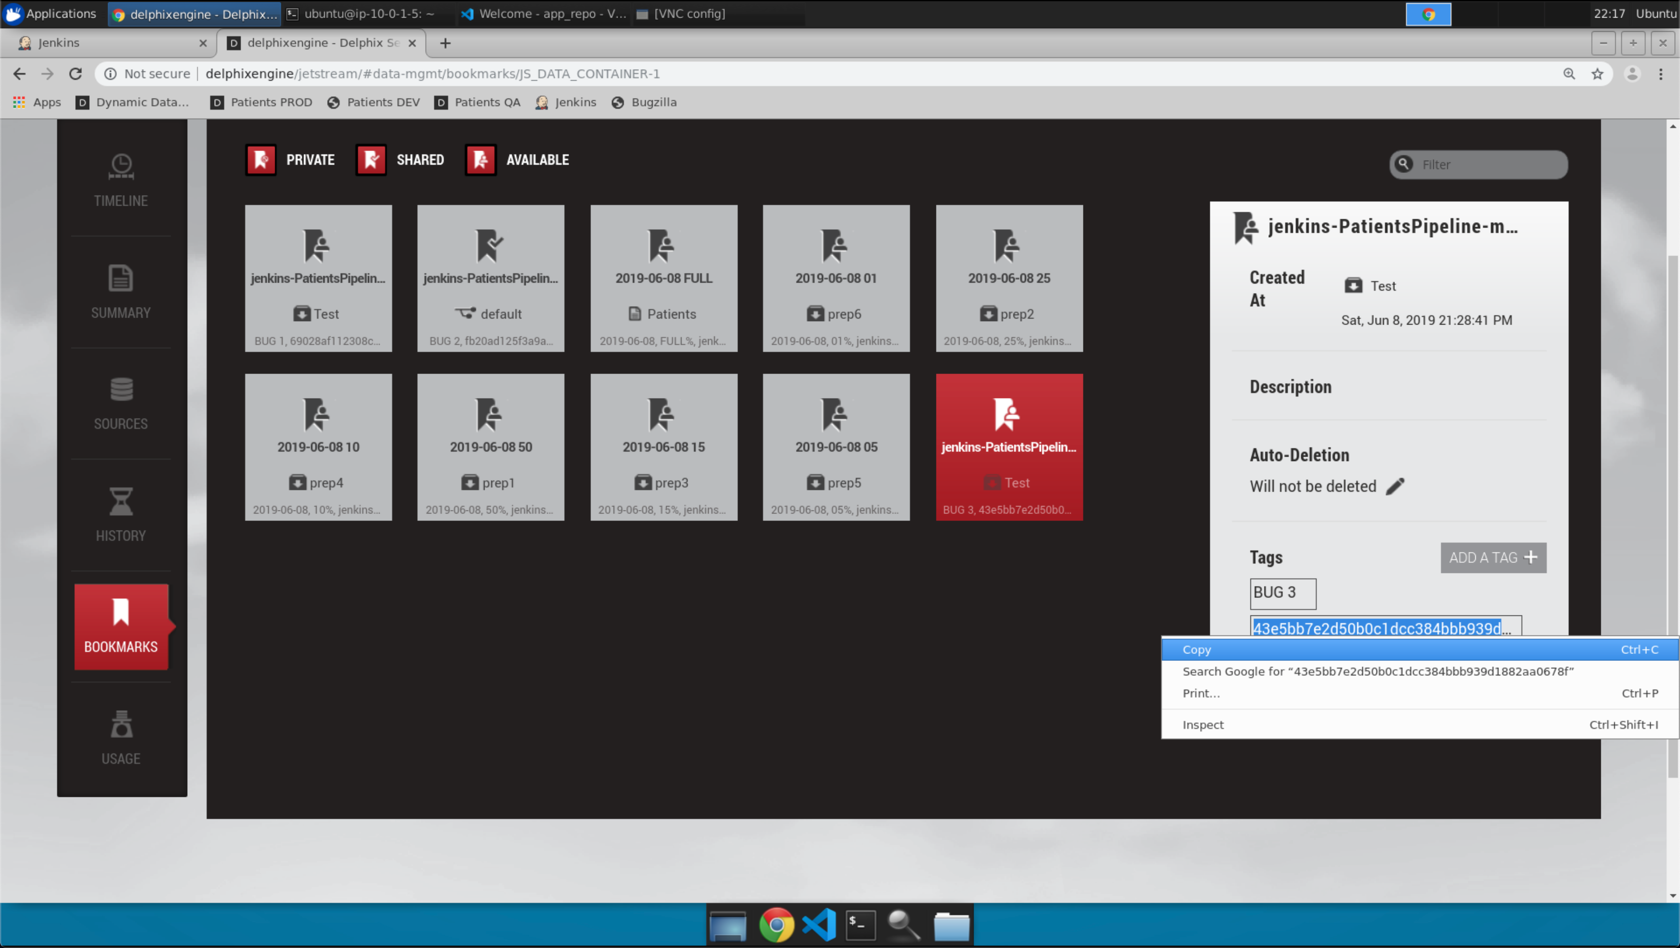 Applications
delphixengine - Delphix...
ubuntu@ip-10-0-1-5: ~
Welcome - app_repo - V...
[VNC config]
22:17 Ubuntu
Jenkins
delphixengine - Delphix Se
Not secure
delphixengine/jetstream/#data-mgmt/bookmarks/JS_DATA_CONTAINER-1
Apps
Dynamic Data...
Patients PROD
Patients DEV
Patients QA
Jenkins
Bugzilla
TIMELINE
SUMMARY
SOURCES
HISTORY
BOOKMARKS
USAGE
PRIVATE
SHARED
AVAILABLE
Filter
jenkins-PatientsPipelin...
Test
BUG 1, 69028af112308c...
jenkins-PatientsPipelin...
default
BUG 2, fb20ad125f3a9a...
2019-06-08 FULL
Patients
2019-06-08, FULL%, jenk...
2019-06-08 01
prep6
2019-06-08, 01%, jenkins...
2019-06-08 25
prep2
2019-06-08, 25%, jenkins...
2019-06-08 10
prep4
2019-06-08, 10%, jenkins...
2019-06-08 50
prep1
2019-06-08, 50%, jenkins...
2019-06-08 15
prep3
2019-06-08, 15%, jenkins...
2019-06-08 05
prep5
2019-06-08, 05%, jenkins...
jenkins-PatientsPipelin...
Test
BUG 3, 43e5bb7e2d50b0...
jenkins-PatientsPipeline-m...
Created
At
Test
Sat, Jun 8, 2019 21:28:41 PM
Description
Auto-Deletion
Will not be deleted
Tags
ADD A TAG +
BUG 3
43e5bb7e2d50b0c1dcc384bbb939d...
Copy Ctrl+C
Search Google for “43e5bb7e2d50b0c1dcc384bbb939d1882aa0678f”
Print... Ctrl+P
Inspect Ctrl+Shift+I